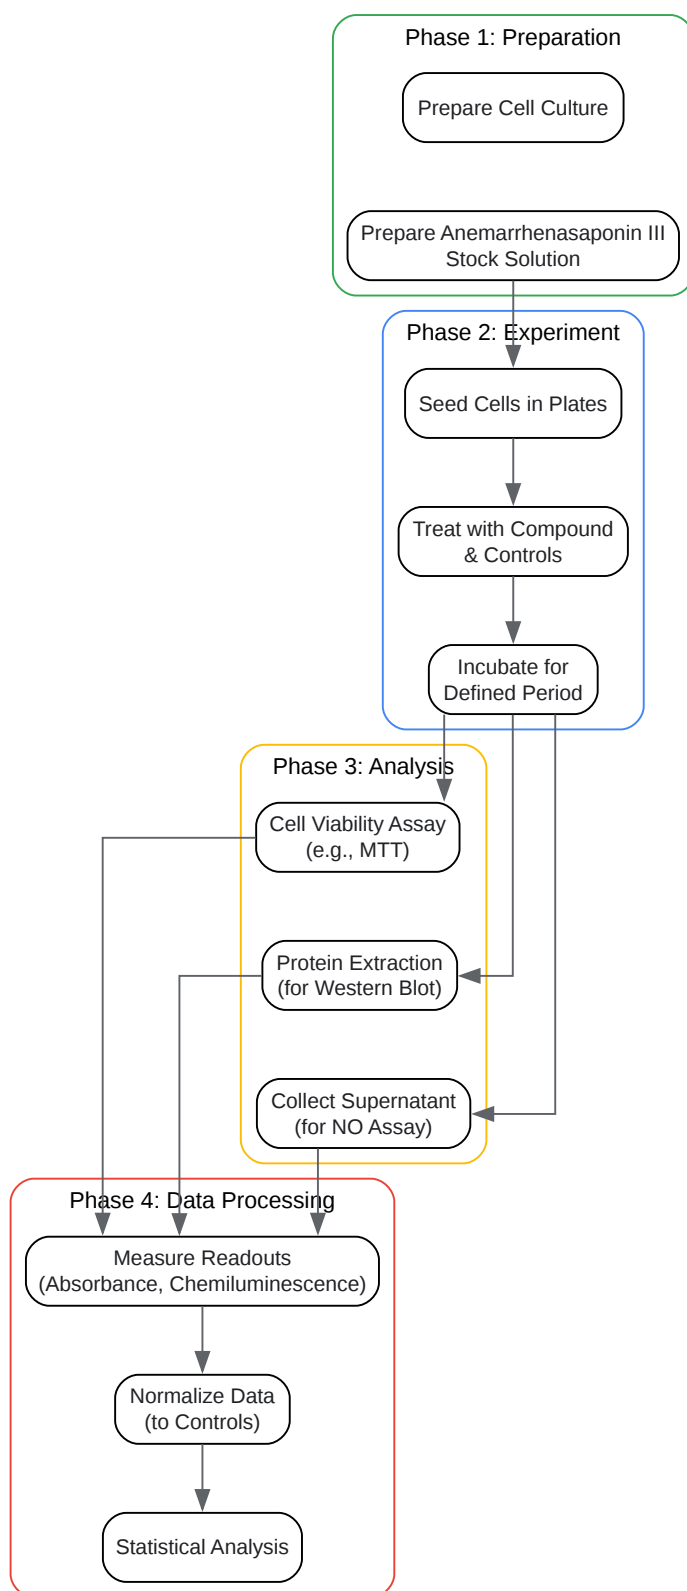 Phase 1: Preparation
Prepare Cell Culture
Prepare Anemarrhenasaponin III
Stock Solution
Phase 2: Experiment
Seed Cells in Plates
Treat with Compound
& Controls
Incubate for
Defined Period
Phase 3: Analysis
Cell Viability Assay
(e.g., MTT)
Protein Extraction
(for Western Blot)
Collect Supernatant
(for NO Assay)
Phase 4: Data Processing
Measure Readouts
(Absorbance, Chemiluminescence)
Normalize Data
(to Controls)
Statistical Analysis